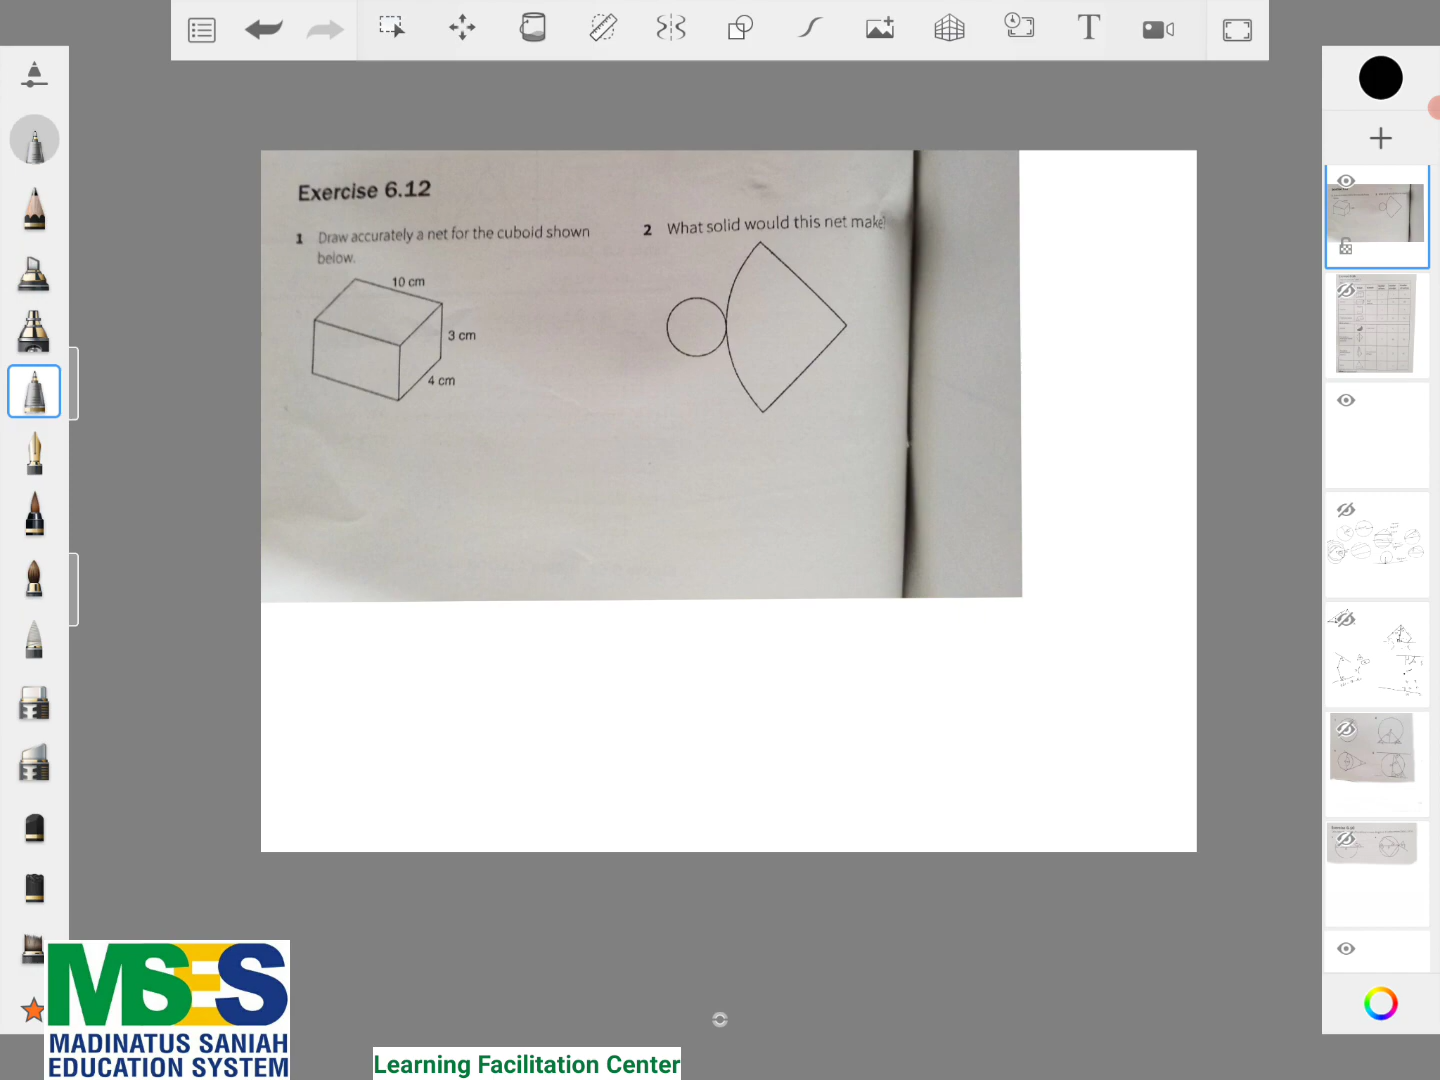 T
Exercise 6.12
1 Draw accurately a net for the cuboid shown
below.
10 cm
3 cm
4 cm
2 What solid would this net make?
MSES
MADINATUS SANIAH
EDUCATION SYSTEM
Learning Facilitation Center